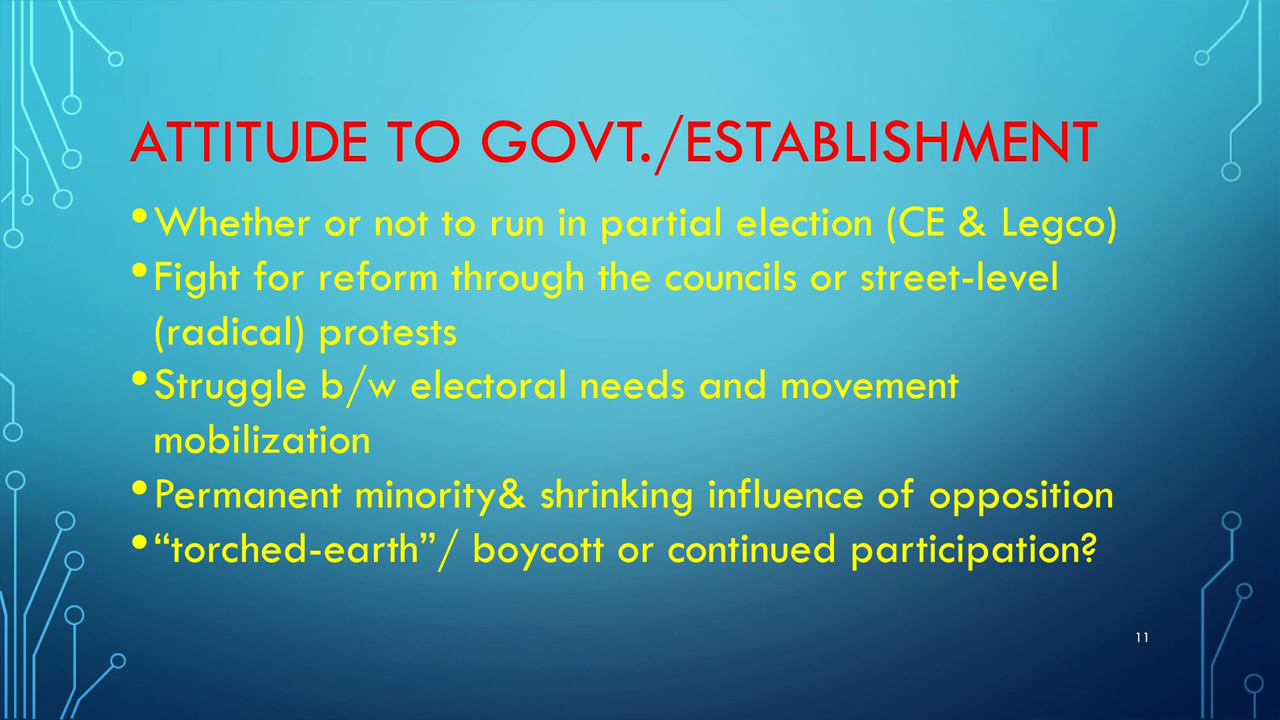 ATTITUDE TO GOVT./ESTABLISHMENT
•Whether or not to run in partial election (CE & Legco)
•Fight for reform through the councils or street-level
(radical) protests
•Struggle b/w electoral needs and movement
mobilization
•Permanent minority& shrinking influence of opposition
•“torched-earth”/ boycott or continued participation?
11